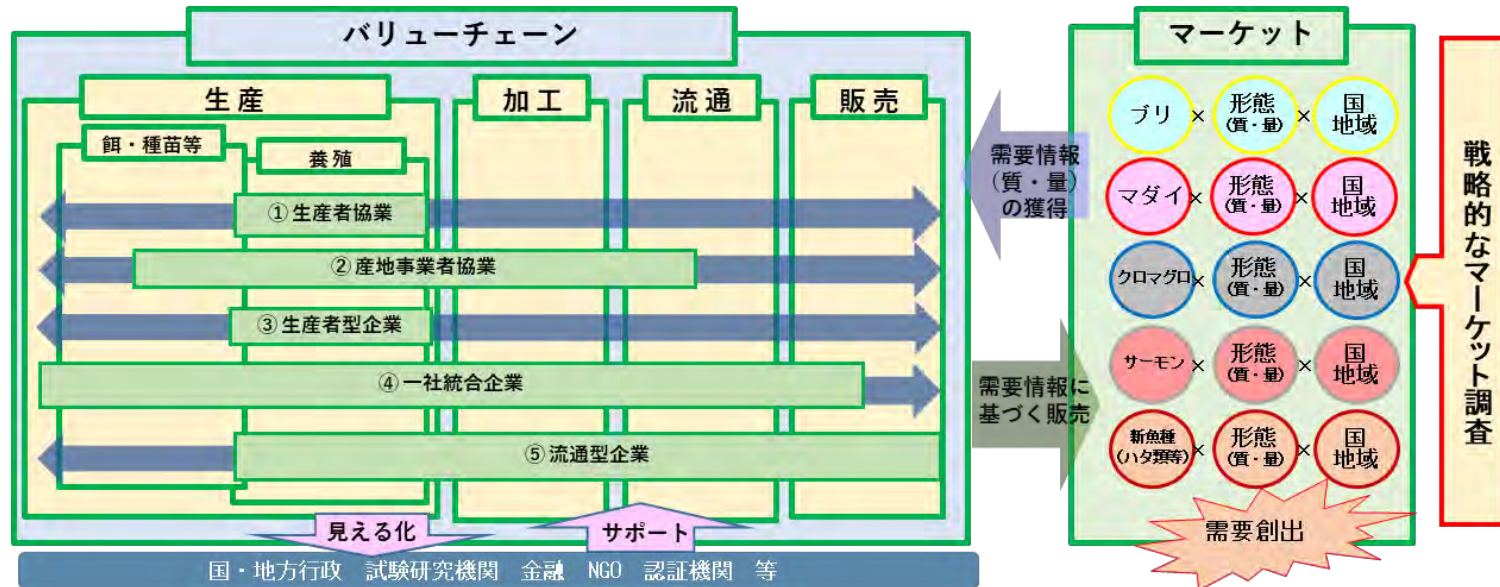 バリューチェーン
生産
加工
流通
販売
餌・種苗等
養殖
①生産者協業
②産地事業者協業
③生産者型企業
④一社統合企業
⑤流通型企業
見える化
サポート
国・地方行政 試験研究機関 金融 NGO 認証機関 等
需要情報
(質・量)
の獲得
需要情報に
基づく販売
マーケット
ブリ × 形態 × 国
(質・量) 地域
マダイ × 形態 × 国
(質・量) 地域
クロマグロ × 形態 × 国
(質・量) 地域
サーモン × 形態 × 国
(質・量) 地域
新魚種 × 形態 × 国
(ハタ類等) (質・量) 地域
需要創出
戦略的なマーケット調査